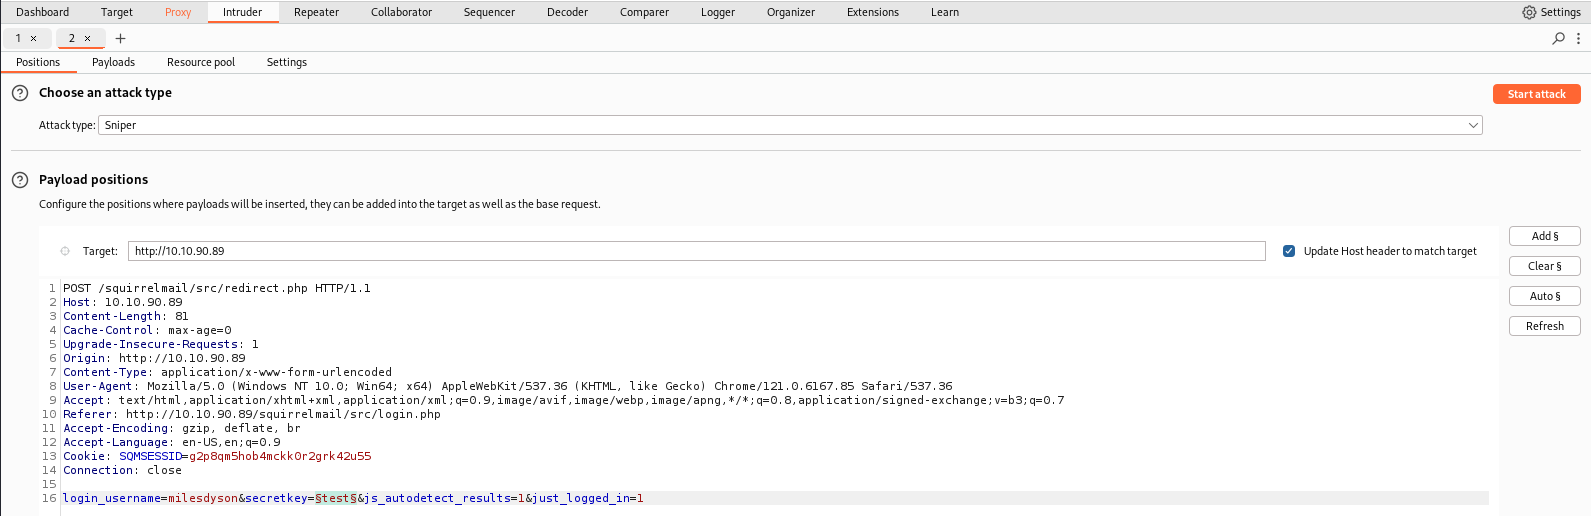 Dashboard Target Proxy Intruder Repeater Collaborator Sequencer Decoder Comparer Logger Organizer Extensions Learn Settings
1 × 2 × +
Positions Payloads Resource pool Settings
? Choose an attack type Start attack
Attack type: Sniper
? Payload positions
Configure the positions where payloads will be inserted, they can be added into the target as well as the base request.
Target: http://10.10.90.89 Update Host header to match target
Add §
Clear §
Auto §
Refresh
1 POST /squirrelmail/src/redirect.php HTTP/1.1
2 Host: 10.10.90.89
3 Content-Length: 81
4 Cache-Control: max-age=0
5 Upgrade-Insecure-Requests: 1
6 Origin: http://10.10.90.89
7 Content-Type: application/x-www-form-urlencoded
8 User-Agent: Mozilla/5.0 (Windows NT 10.0; Win64; x64) AppleWebKit/537.36 (KHTML, like Gecko) Chrome/121.0.6167.85 Safari/537.36
9 Accept: text/html,application/xhtml+xml,application/xml;q=0.9,image/avif,image/webp,image/apng,*/*;q=0.8,application/signed-exchange;v=b3;q=0.7
10 Referer: http://10.10.90.89/squirrelmail/src/login.php
11 Accept-Encoding: gzip, deflate, br
12 Accept-Language: en-US,en;q=0.9
13 Cookie: SQMSESSID=g2p8qm5hob4mckk0r2grk42u55
14 Connection: close
15
16 login_username=milesdyson&secretkey=§test§&js_autodetect_results=1&just_logged_in=1